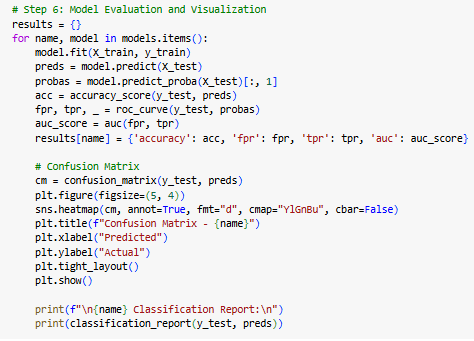 # Step 6: Model Evaluation and Visualization
results = {}
for name, model in models.items():
    model.fit(X_train, y_train)
    preds = model.predict(X_test)
    probas = model.predict_proba(X_test)[:, 1]
    acc = accuracy_score(y_test, preds)
    fpr, tpr, _ = roc_curve(y_test, probas)
    auc_score = auc(fpr, tpr)
    results[name] = {'accuracy': acc, 'fpr': fpr, 'tpr': tpr, 'auc': auc_score}

    # Confusion Matrix
    cm = confusion_matrix(y_test, preds)
    plt.figure(figsize=(5, 4))
    sns.heatmap(cm, annot=True, fmt="d", cmap="YlGnBu", cbar=False)
    plt.title(f"Confusion Matrix - {name}")
    plt.xlabel("Predicted")
    plt.ylabel("Actual")
    plt.tight_layout()
    plt.show()

    print(f"\n{name} Classification Report:\n")
    print(classification_report(y_test, preds))